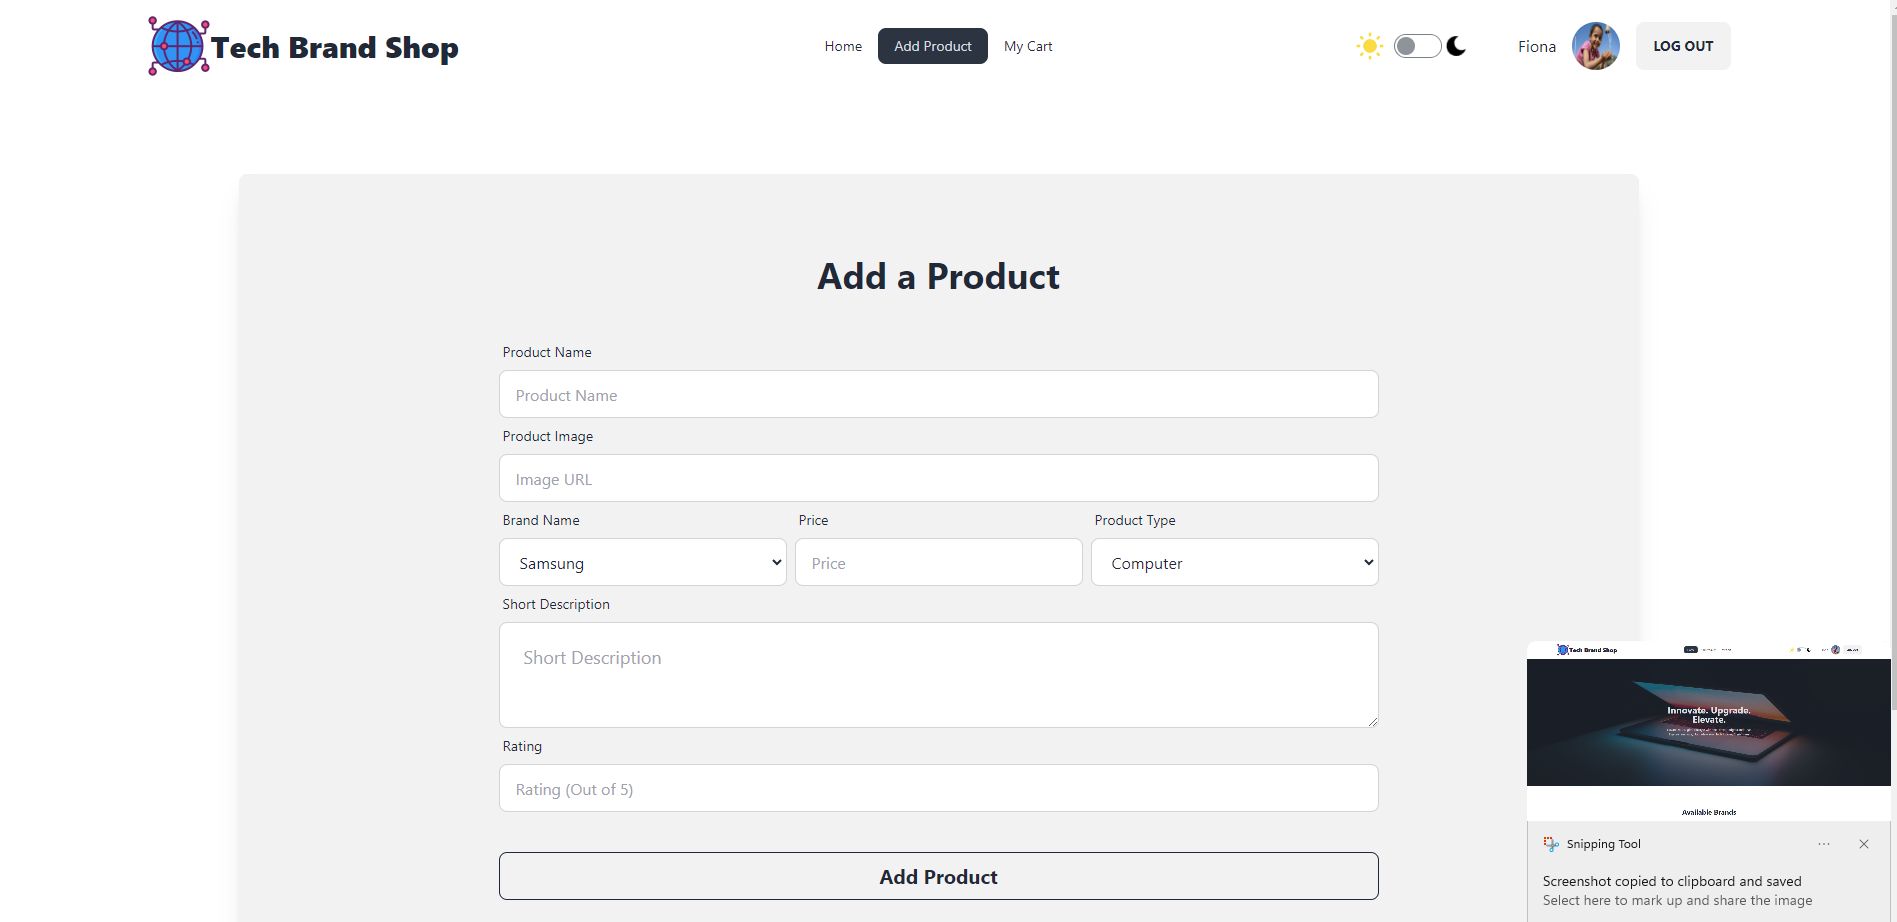 Tech Brand Shop
Home Add Product My Cart
Fiona
LOG OUT
Add a Product
Product Name
Product Name
Product Image
Image URL
Brand Name Price Product Type
Samsung Price Computer
Short Description
Short Description
Rating
Rating (Out of 5)
Add Product
Tech Brand Shop
Innovate. Upgrade.
Elevate.
Available Brands
Snipping Tool
Screenshot copied to clipboard and saved
Select here to mark up and share the image